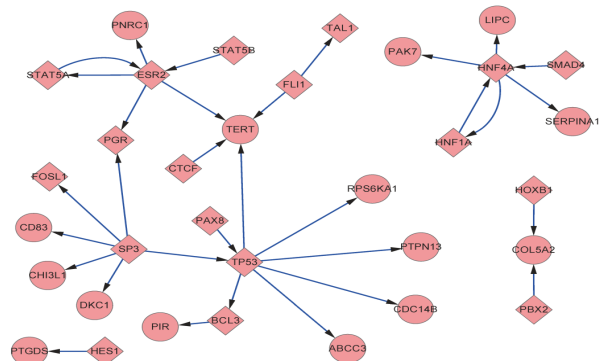 PNRC1
TAL1
LIPC
STAT5B
PAK7
STAT5A
ESR2
HNF4A
SMAD4
FLI1
TERT
SERPINA1
PGR
HNF1A
CTCF
FOSL1
RPS6KA1
HOXB1
PAX8
CD83
SP3
PTPN13
COL5A2
TP53
CHI3L1
DKC1
CDC14B
PBX2
PIR
BCL3
PTGDS
HES1
ABCC3